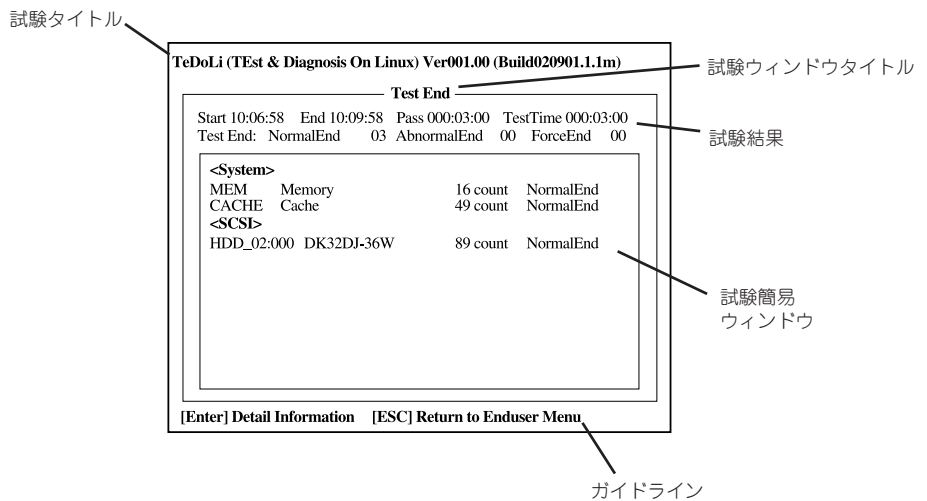 試験タイトル
TeDoLi (TEst & Diagnosis On Linux) Ver001.00 (Build020901.1.1m)
試験ウィンドウタイトル
Test End
Start 10:06:58 End 10:09:58 Pass 000:03:00 TestTime 000:03:00
Test End: NormalEnd 03 AbnormalEnd 00 ForceEnd 00
試験結果
<System>
MEM Memory 16 count NormalEnd
CACHE Cache 49 count NormalEnd
<SCSI>
HDD_02:000 DK32DJ-36W 89 count NormalEnd
試験簡易
ウィンドウ
[Enter] Detail Information [ESC] Return to Enduser Menu
ガイドライン